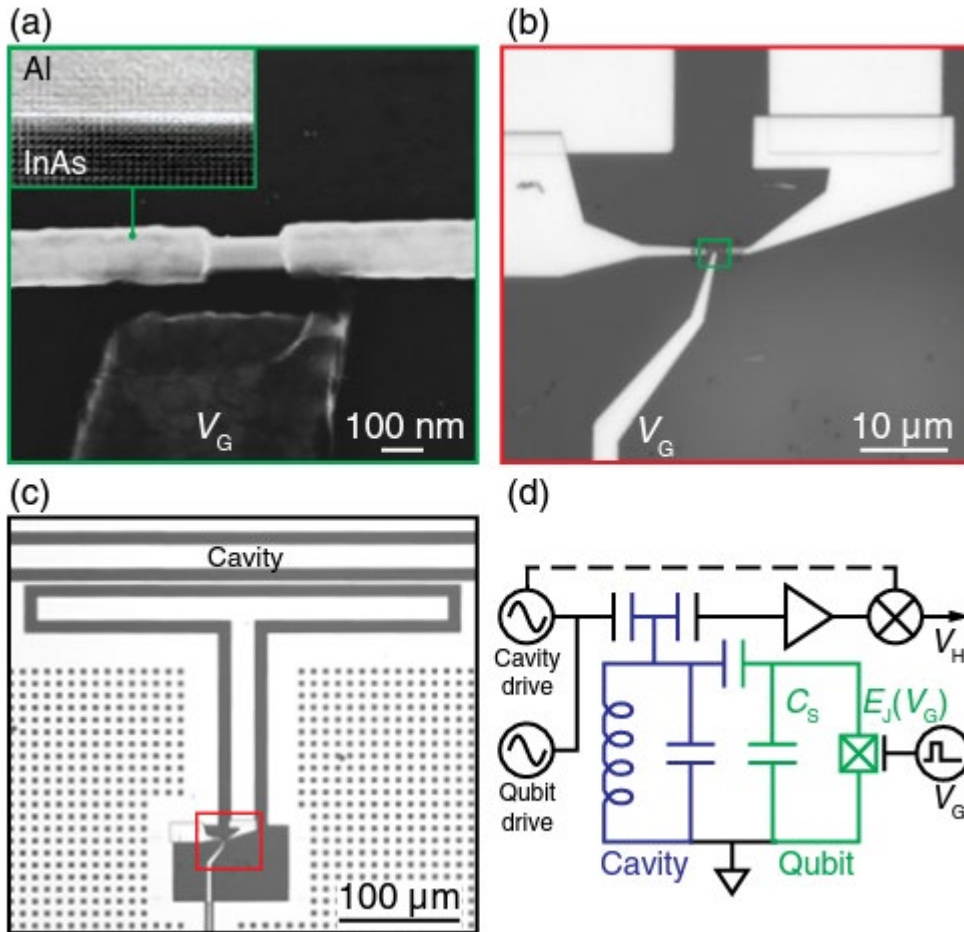 (a)
Al
InAs
V_G
100 nm
(b)
V_G
10 μm
(c)
Cavity
100 μm
(d)
Cavity
drive
V_H
Qubit
drive
C_S
E_J(V_G)
V_G
Cavity
Qubit